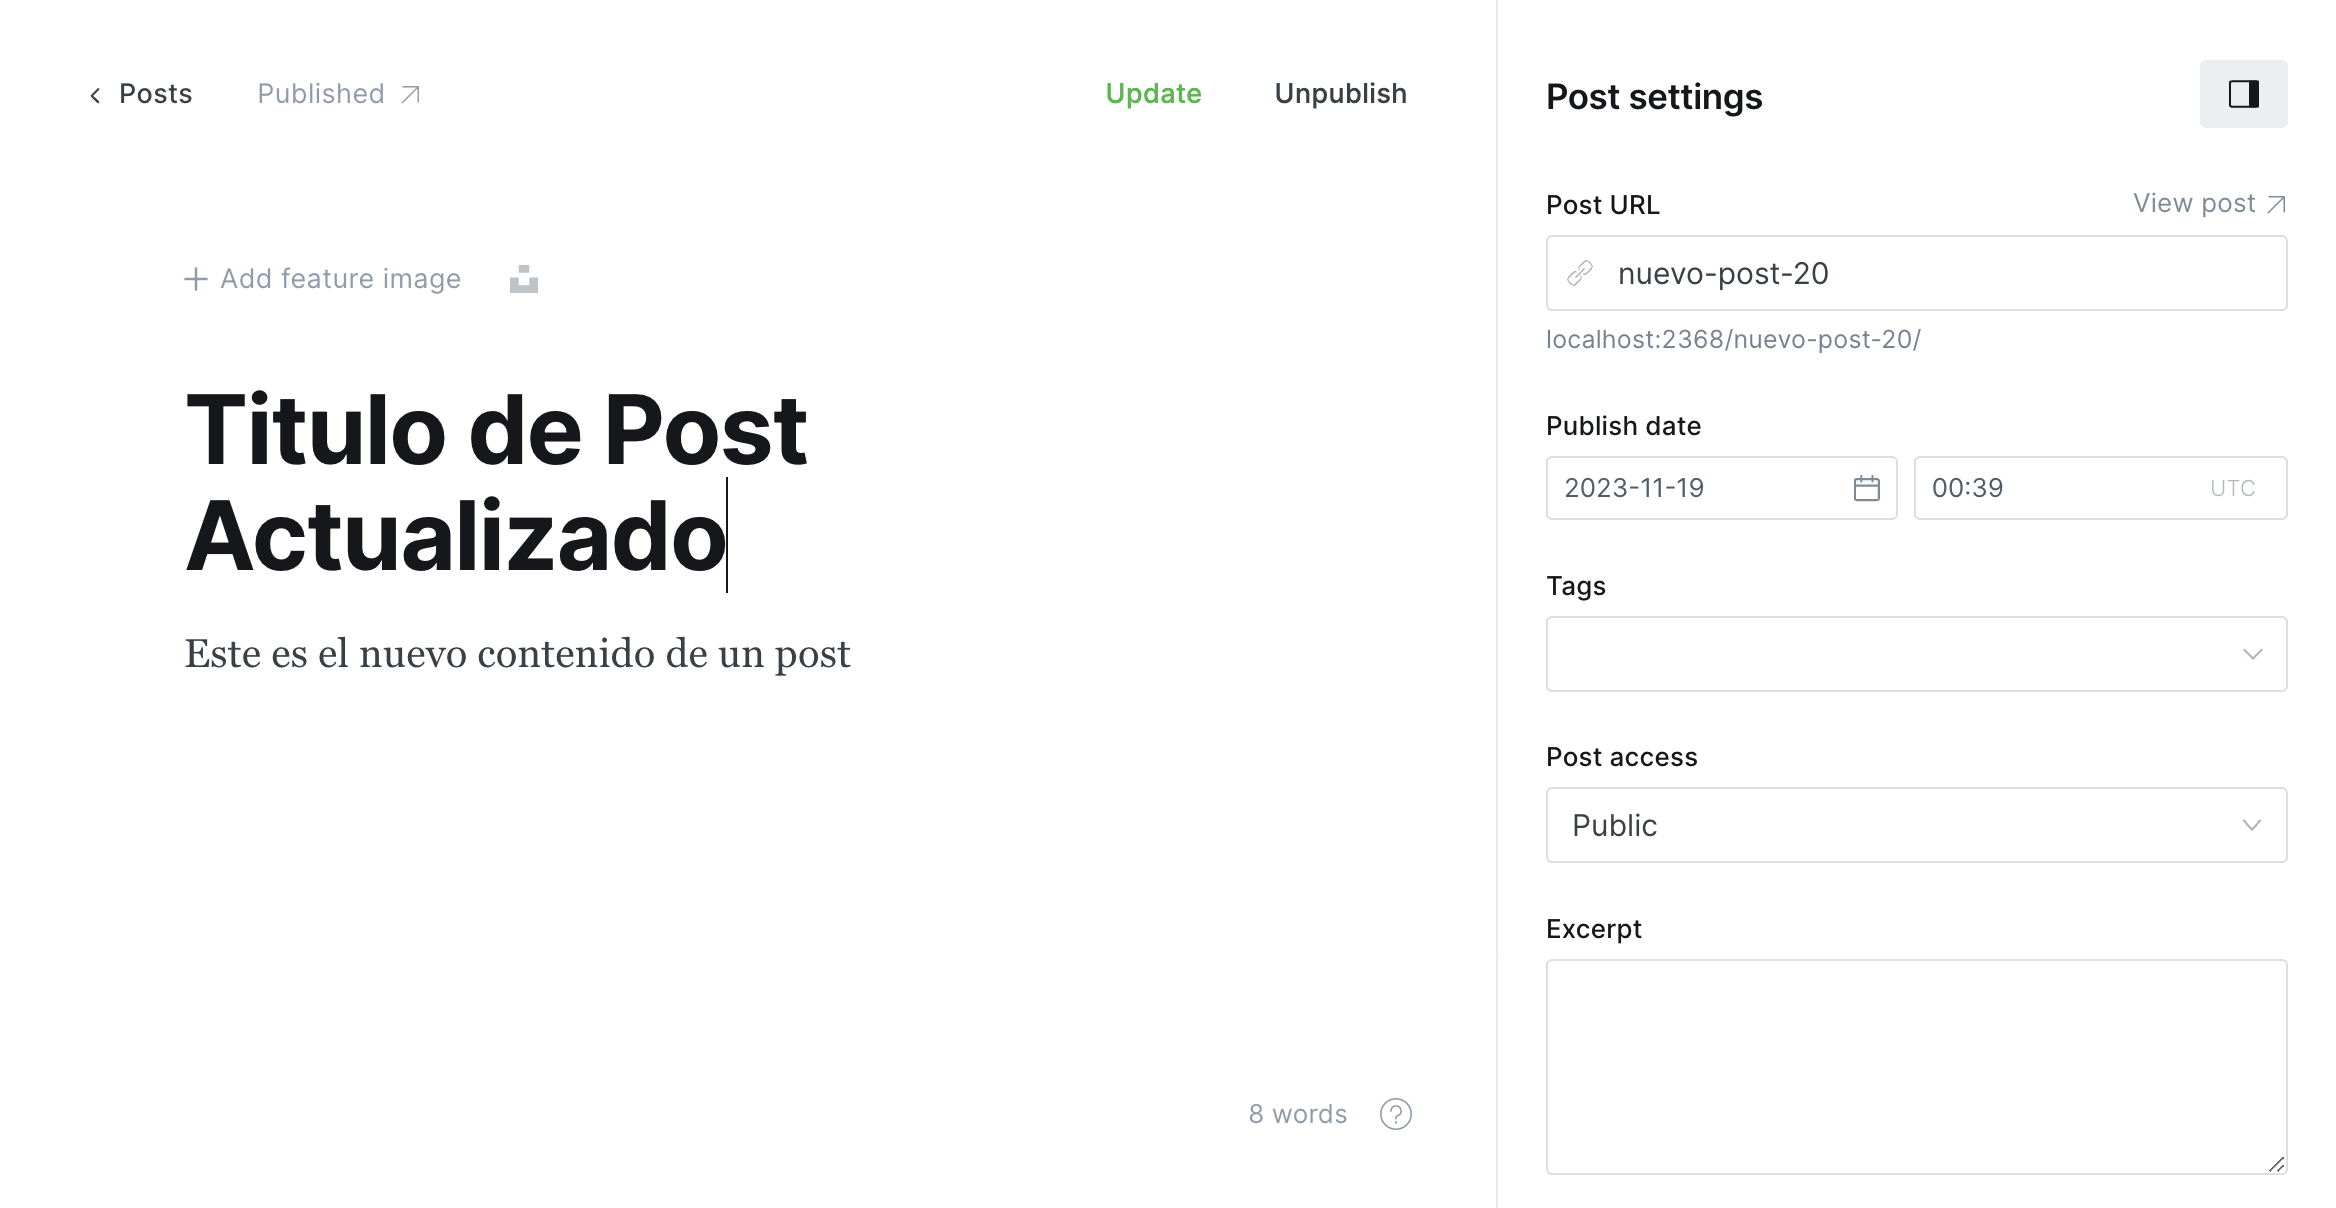 Posts
Published
Update
Unpublish
Add feature image
Titulo de Post
Actualizado
Este es el nuevo contenido de un post
8 words
?
Post settings
Post URL
View post
nuevo-post-20
localhost:2368/nuevo-post-20/
Publish date
2023-11-19
00:39
UTC
Tags
Post access
Public
Excerpt